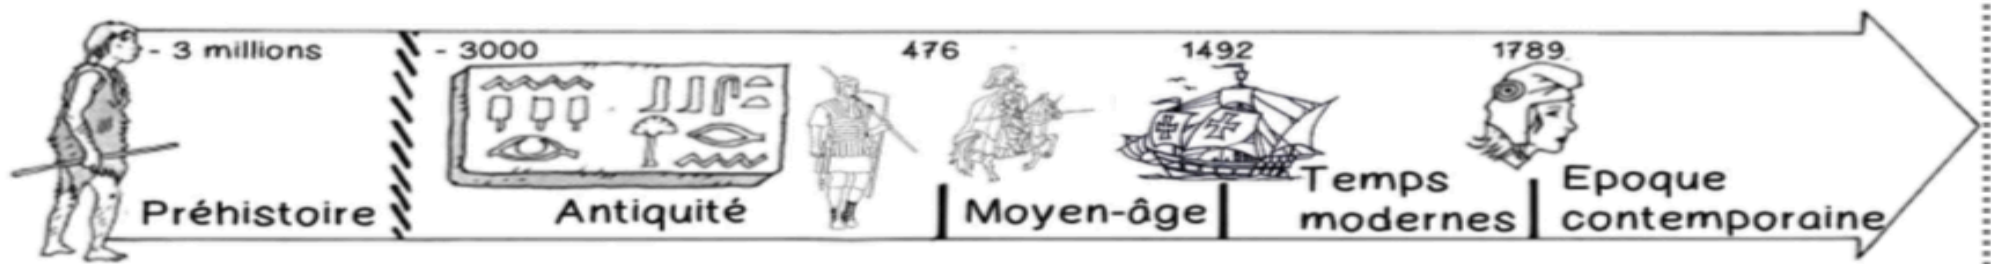 - 3 millions
- 3000
476
1492
1789
Préhistoire
Antiquité
Moyen-âge
Temps
modernes
Epoque
contemporaine